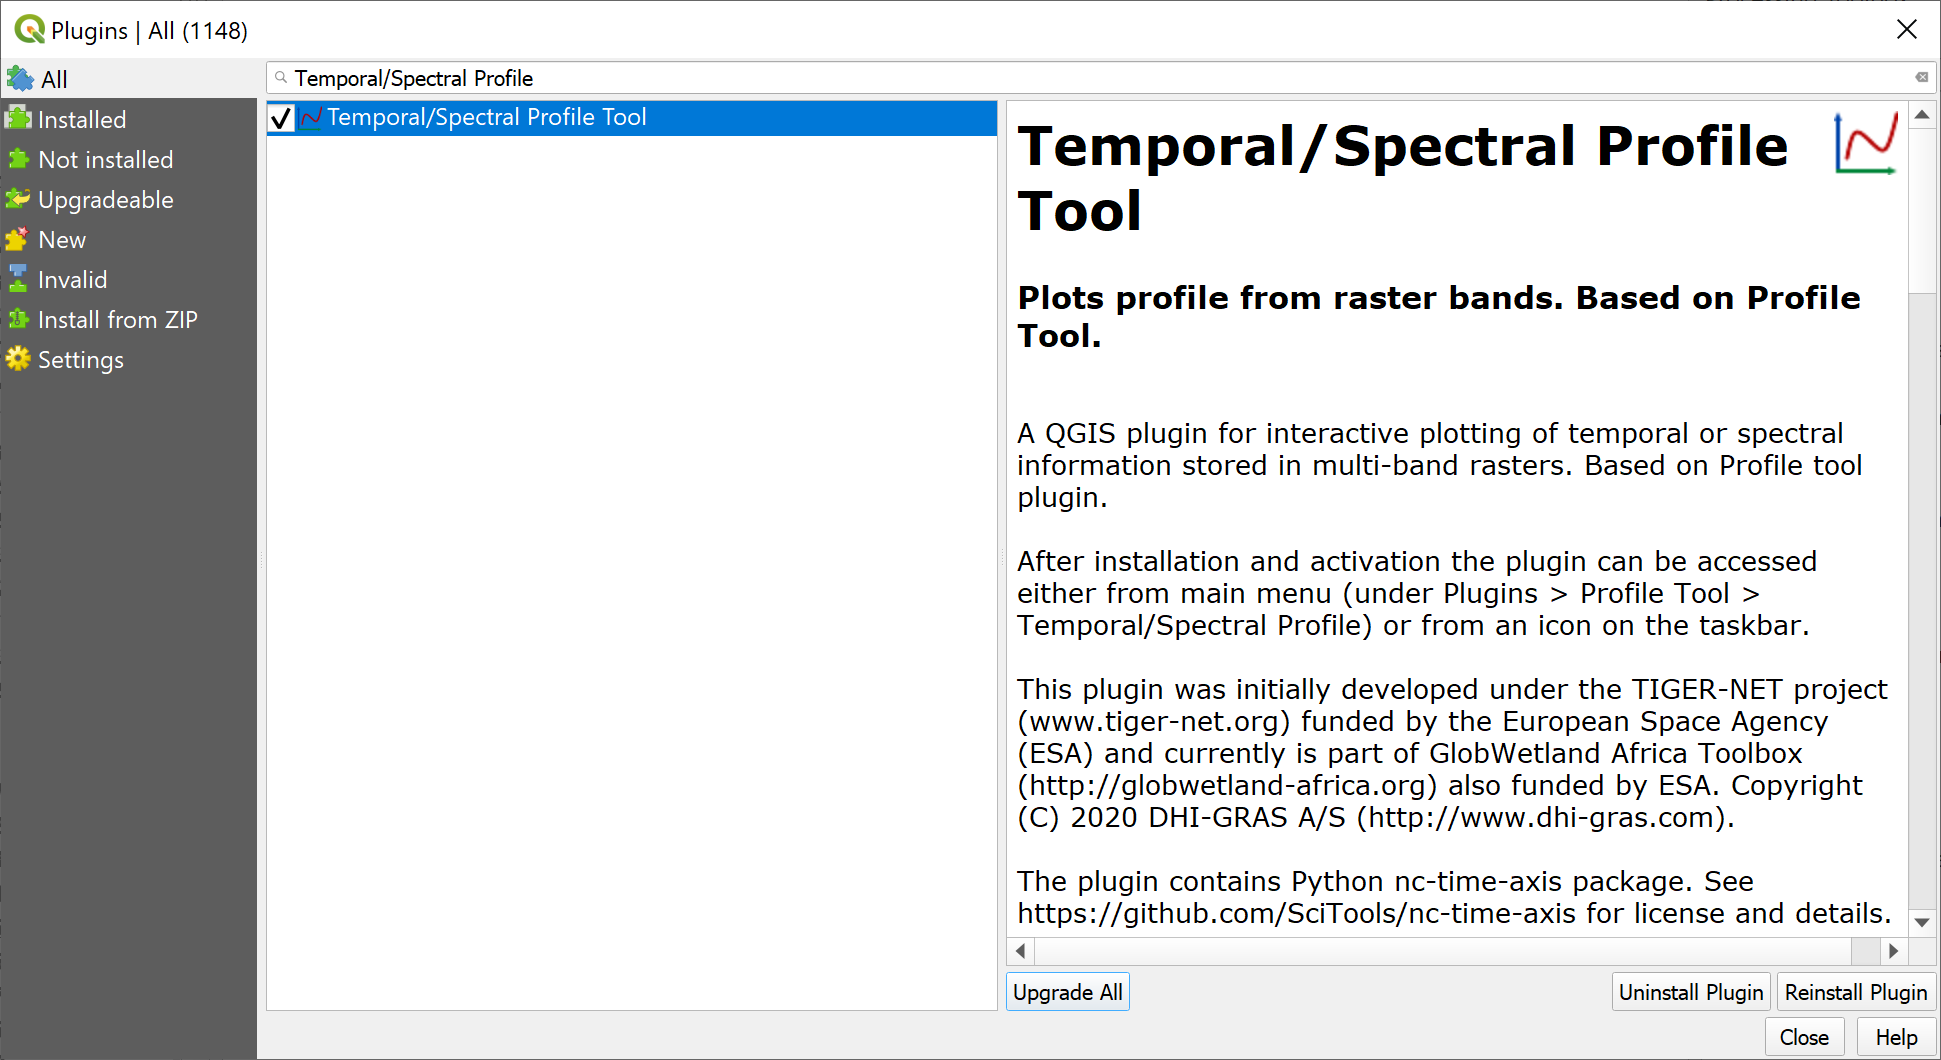 Plugins | All (1148)
All
Installed
Not installed
Upgradeable
New
Invalid
Install from ZIP
Settings
Temporal/Spectral Profile
Temporal/Spectral Profile Tool
Temporal/Spectral Profile
Tool
Plots profile from raster bands. Based on Profile
Tool.
A QGIS plugin for interactive plotting of temporal or spectral
information stored in multi-band rasters. Based on Profile tool
plugin.
After installation and activation the plugin can be accessed
either from main menu (under Plugins > Profile Tool >
Temporal/Spectral Profile) or from an icon on the taskbar.
This plugin was initially developed under the TIGER-NET project
(www.tiger-net.org) funded by the European Space Agency
(ESA) and currently is part of GlobWetland Africa Toolbox
(http://globwetland-africa.org) also funded by ESA. Copyright
(C) 2020 DHI-GRAS A/S (http://www.dhi-gras.com).
The plugin contains Python nc-time-axis package. See
https://github.com/SciTools/nc-time-axis for license and details.
Upgrade All
Uninstall Plugin
Reinstall Plugin
Close
Help